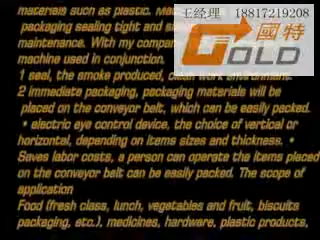 王经理 18817219208
國特
GOLD
materials such as plastic.
packaging sealing tight and
maintenance. With my compan
machine used in conjunction.
1 seal, the smoke produced, clean work environment.
2 immediate packaging, packaging materials will be
placed on the conveyor belt, which can be easily packed.
• electric eye control device, the choice of vertical or
horizontal, depending on items sizes and thickness. •
Saves labor costs, a person can operate the items placed
on the conveyor belt can be easily packed. The scope of
application
Food (fresh class, lunch, vegetables and fruit, biscuits
packaging, etc.), medicines, hardware, plastic products,